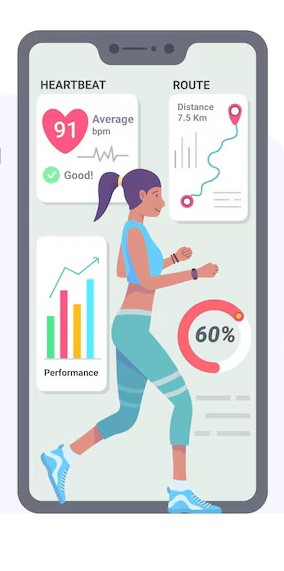 HEARTBEAT
91
Average
bpm
Good!
ROUTE
Distance
7.5 Km
Performance
60%